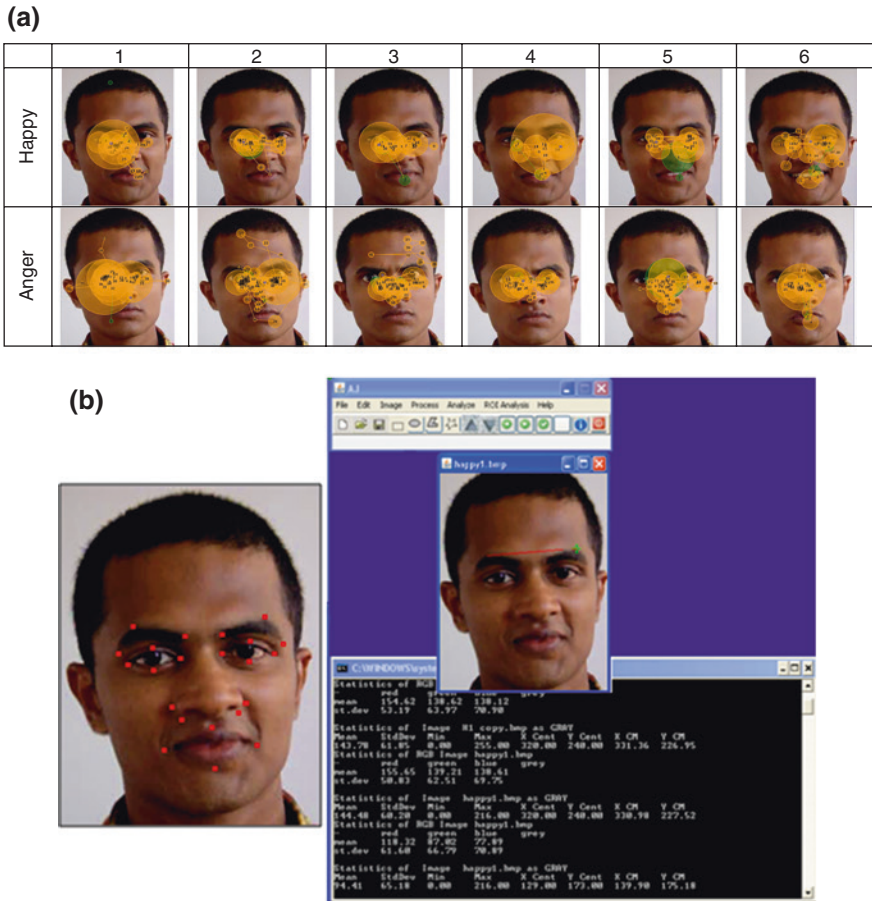 (a)
1 2 3 4 5 6
Happy
Anger
(b)
File Edit Image Process Analyze ROI Analysis Help
happy1.bmp
C:\WINDOWS\syste
Statistics of RGB
red green blue grey
mean 154.62 138.62 138.12
st.dev 53.19 63.97 70.90
Statistics of Image H1 copy.bmp as GRAY
Mean StdDev Min Max X Cent Y Cent X CM Y CM
143.78 61.85 0.00 255.00 320.00 240.00 331.36 226.95
Statistics of RGB Image happy1.bmp
- red green blue grey
mean 155.65 139.21 138.61
st.dev 50.83 62.51 69.75
Statistics of Image happy1.bmp as GRAY
Mean StdDev Min Max X Cent Y Cent X CM Y CM
144.48 60.20 0.00 216.00 320.00 240.00 330.98 227.52
Statistics of RGB Image happy1.bmp
- red green blue grey
mean 118.32 87.02 77.89
st.dev 61.60 66.79 70.89
Statistics of Image happy1.bmp as GRAY
Mean StdDev Min Max X Cent Y Cent X CM Y CM
94.41 65.18 0.00 216.00 129.00 173.00 139.90 175.18